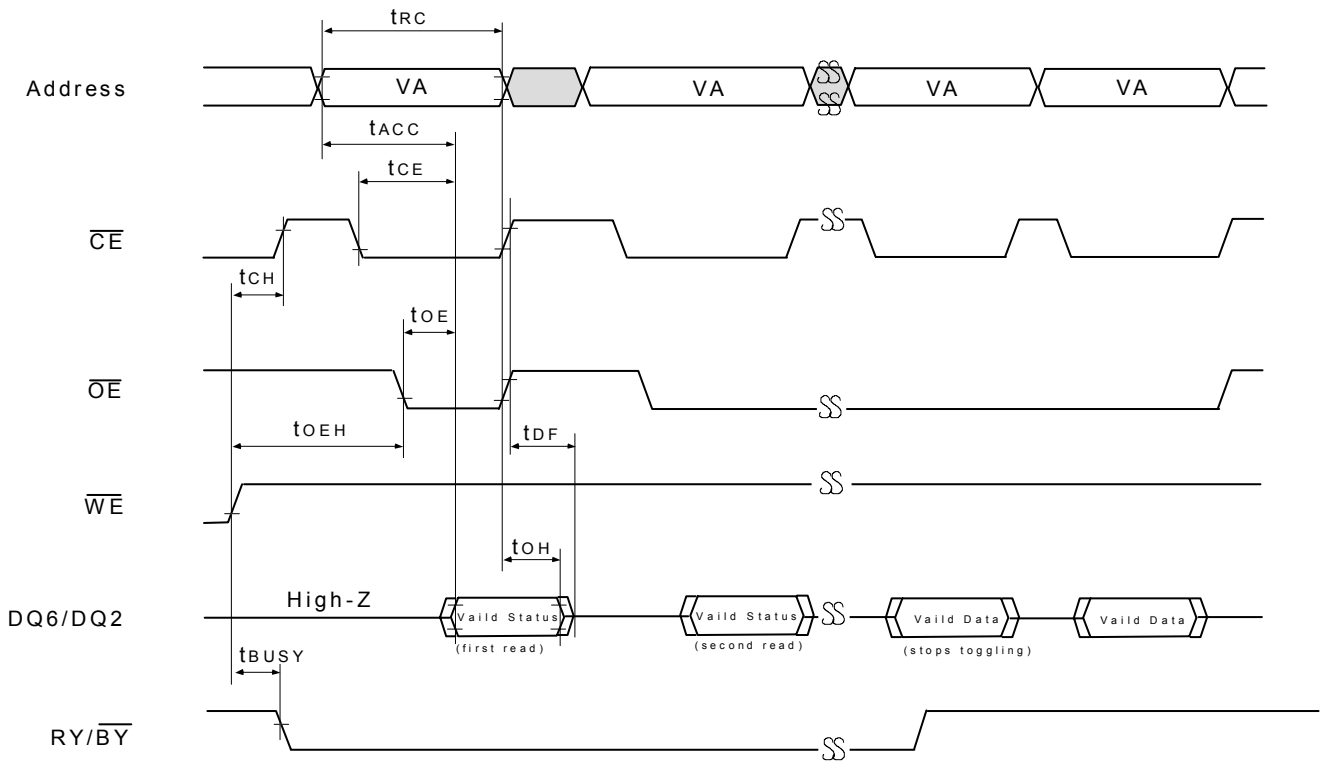 tRC
Address VA VA VA VA
tACC
tCE
CE
tCH
tOE
OE
tOEH tDF
WE
tOH
High-Z
DQ6/DQ2 Vaild Status Vaild Status Vaild Data Vaild Data
(first read) (second read) (stops toggling)
tBUSY
RY/BY